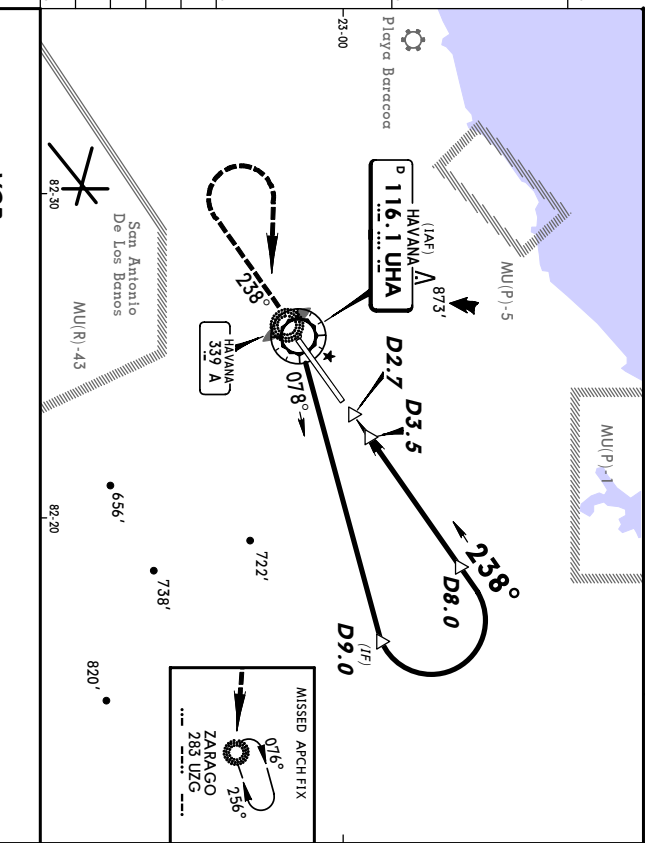 23-00
Playa Baracoa
MU(P)-5
MU(P)-1
873'
(IAF)
HAVANA
D 116.1 UHA
82-30
San Antonio
De Los Banos
MU(R)-43
238°
HAVANA
339 A
078°
D2.7
D3.5
238°
D8.0
(IF)
D9.0
82-20
656'
722'
738'
820'
MISSED APCH FIX
076°
256°
ZARAGO
283 UZG